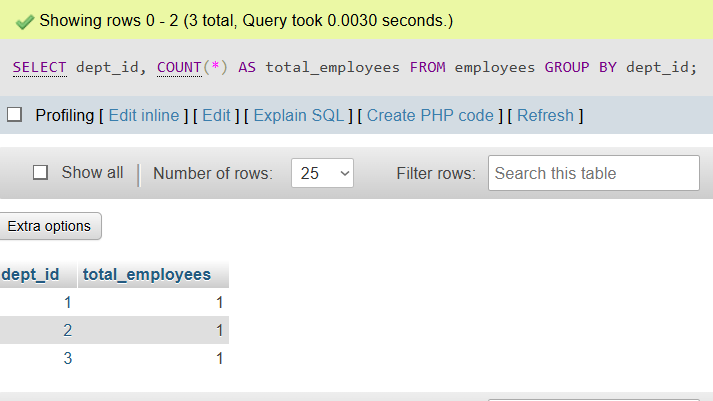 Showing rows 0 - 2 (3 total, Query took 0.0030 seconds.)
SELECT dept_id, COUNT(*) AS total_employees FROM employees GROUP BY dept_id;
Profiling [ Edit inline ] [ Edit ] [ Explain SQL ] [ Create PHP code ] [ Refresh ]
Show all Number of rows: 25 Filter rows: Search this table
Extra options
dept_id total_employees
1 1
2 1
3 1